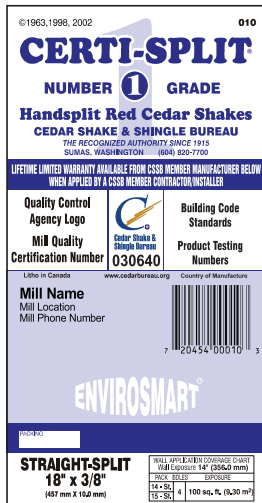 ©1963,1998, 2002
010
CERTI-SPLIT®
NUMBER 1 GRADE
Handsplit Red Cedar Shakes
CEDAR SHAKE & SHINGLE BUREAU
THE RECOGNIZED AUTHORITY SINCE 1915
SUMAS, WASHINGTON (604) 820-7700
LIFETIME LIMITED WARRANTY AVAILABLE FROM CSSB MEMBER MANUFACTURER BELOW
WHEN APPLIED BY A CSSB MEMBER CONTRACTOR/INSTALLER
Quality Control
Agency Logo
Mill Quality
Certification Number
C
Cedar Shake &
Shingle Bureau
030640
Building Code
Standards
Product Testing
Numbers
Litho in Canada
www.cedarbureau.org
Country of Manufacture
Mill Name
Mill Location
Mill Phone Number
7 20454 00010 3
ENVIROSMART
PACKING
STRAIGHT-SPLIT
18" x 3/8"
(457 mm X 10.0 mm)
WALL APPLICATION COVERAGE CHART
Wall Exposure 14" (356.0 mm)
PACK BDLES EXPOSURE
14 - St.
15 - St.
4
100 sq. ft. (9.30 m²)